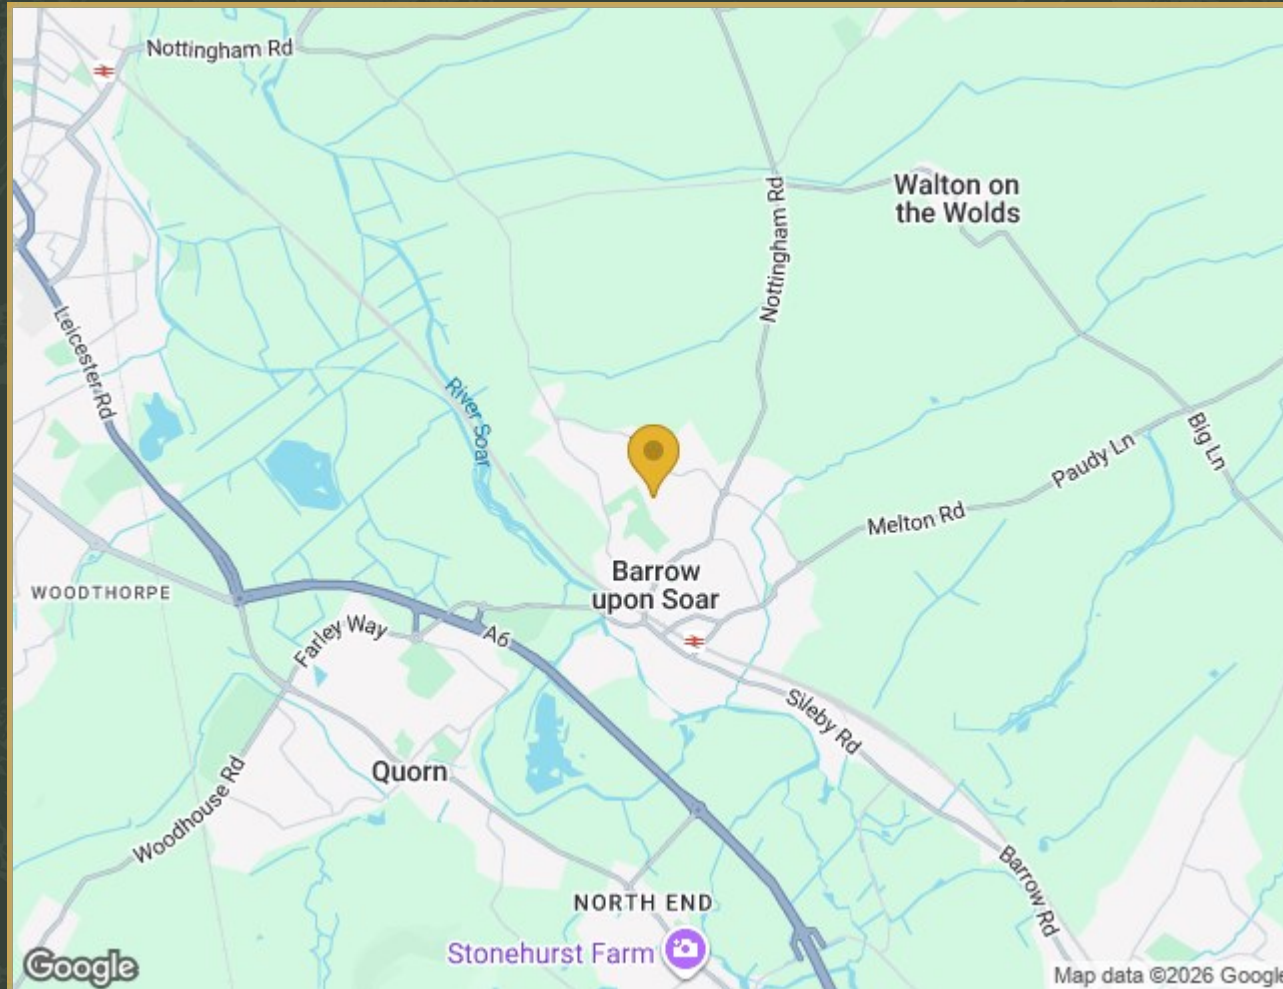 Nottingham Rd
Walton on
the Wolds
Nottingham Rd
Leicester Rd
River Soar
Big Ln
Paudy Ln
Melton Rd
Barrow
upon Soar
WOODTHORPE
Farley Way
A6
Sileby Rd
Quorn
Woodhouse Rd
Barrow Rd
NORTH END
Stonehurst Farm
Google
Map data ©2026 Google